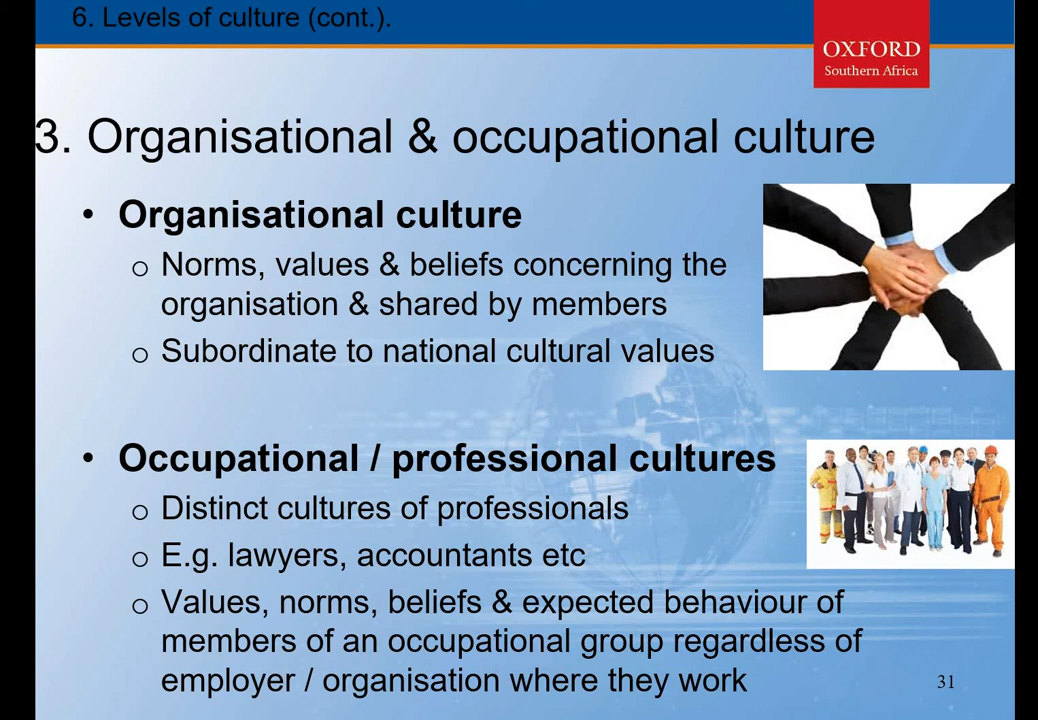 6. Levels of culture (cont.).
OXFORD
Southern Africa
3. Organisational & occupational culture
• Organisational culture
o Norms, values & beliefs concerning the
organisation & shared by members
o Subordinate to national cultural values
• Occupational / professional cultures
o Distinct cultures of professionals
o E.g. lawyers, accountants etc
o Values, norms, beliefs & expected behaviour of
members of an occupational group regardless of
employer / organisation where they work
31